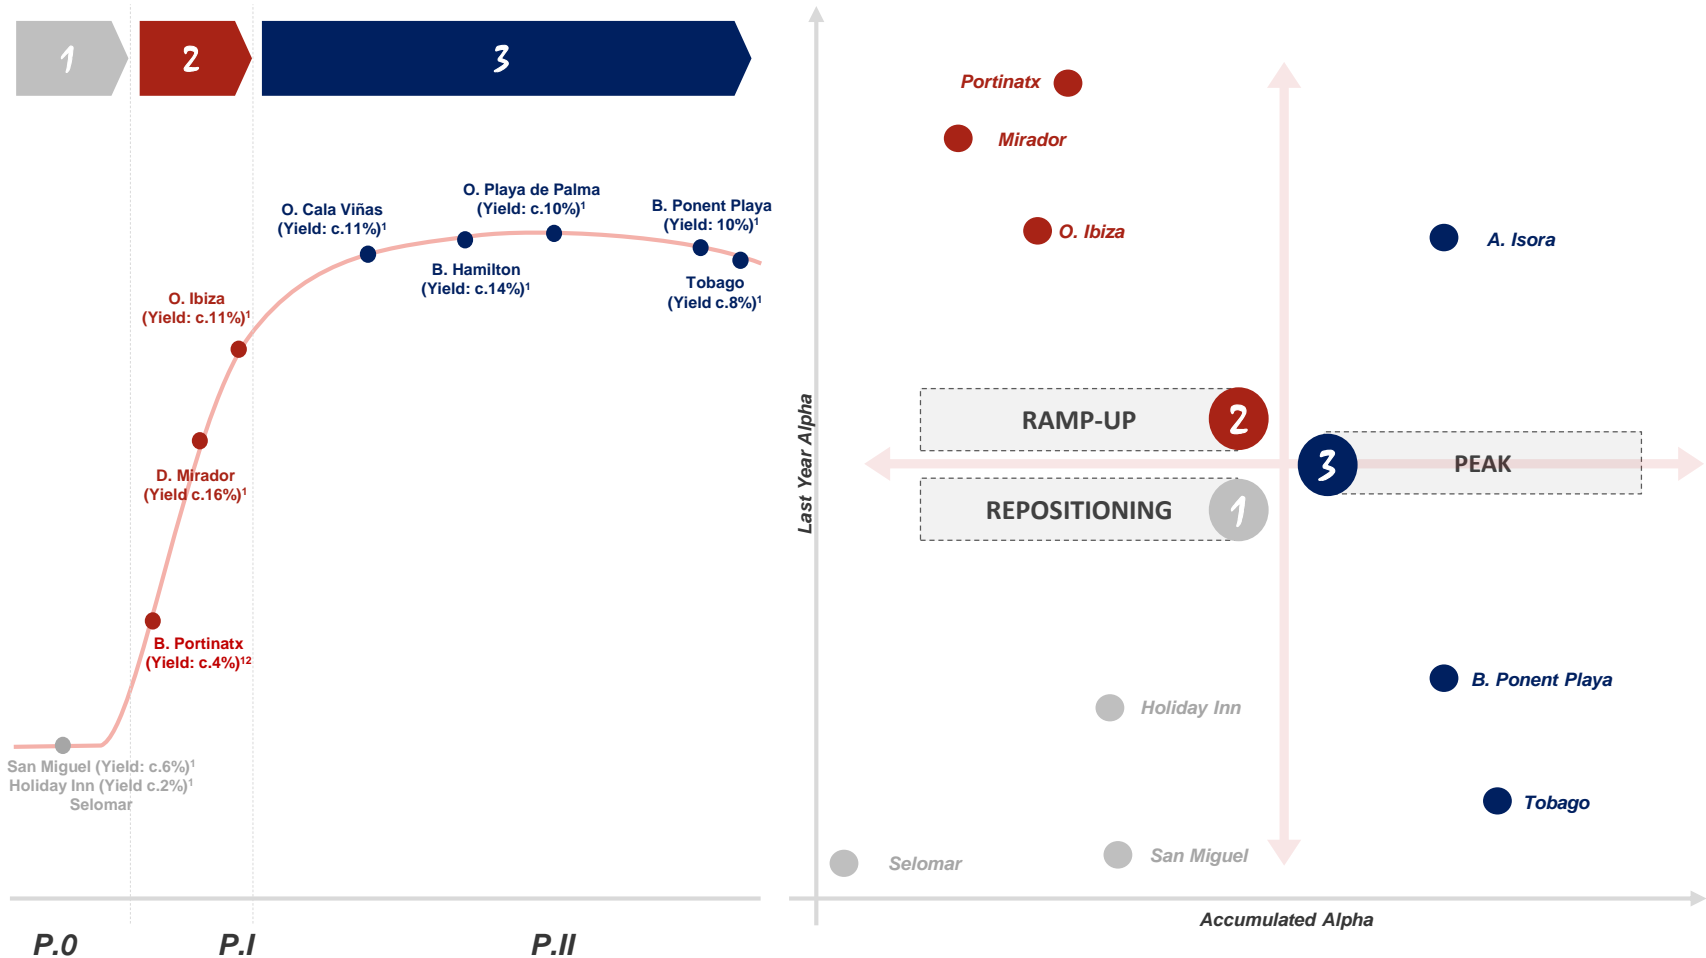 1
2
3
O. Cala Viñas
(Yield: c.11%)¹
O. Playa de Palma
(Yield: c.10%)¹
B. Ponent Playa
(Yield: 10%)¹
B. Hamilton
(Yield: c.14%)¹
Tobago
(Yield c.8%)¹
O. Ibiza
(Yield: c.11%)¹
D. Mirador
(Yield c.16%)¹
B. Portinatx
(Yield: c.4%)¹²
San Miguel (Yield: c.6%)¹
Holiday Inn (Yield c.2%)¹
Selomar
P.0
P.I
P.II
Last Year Alpha
Portinatx
Mirador
O. Ibiza
A. Isora
RAMP-UP
2
3
PEAK
REPOSITIONING
1
B. Ponent Playa
Holiday Inn
Tobago
San Miguel
Selomar
Accumulated Alpha